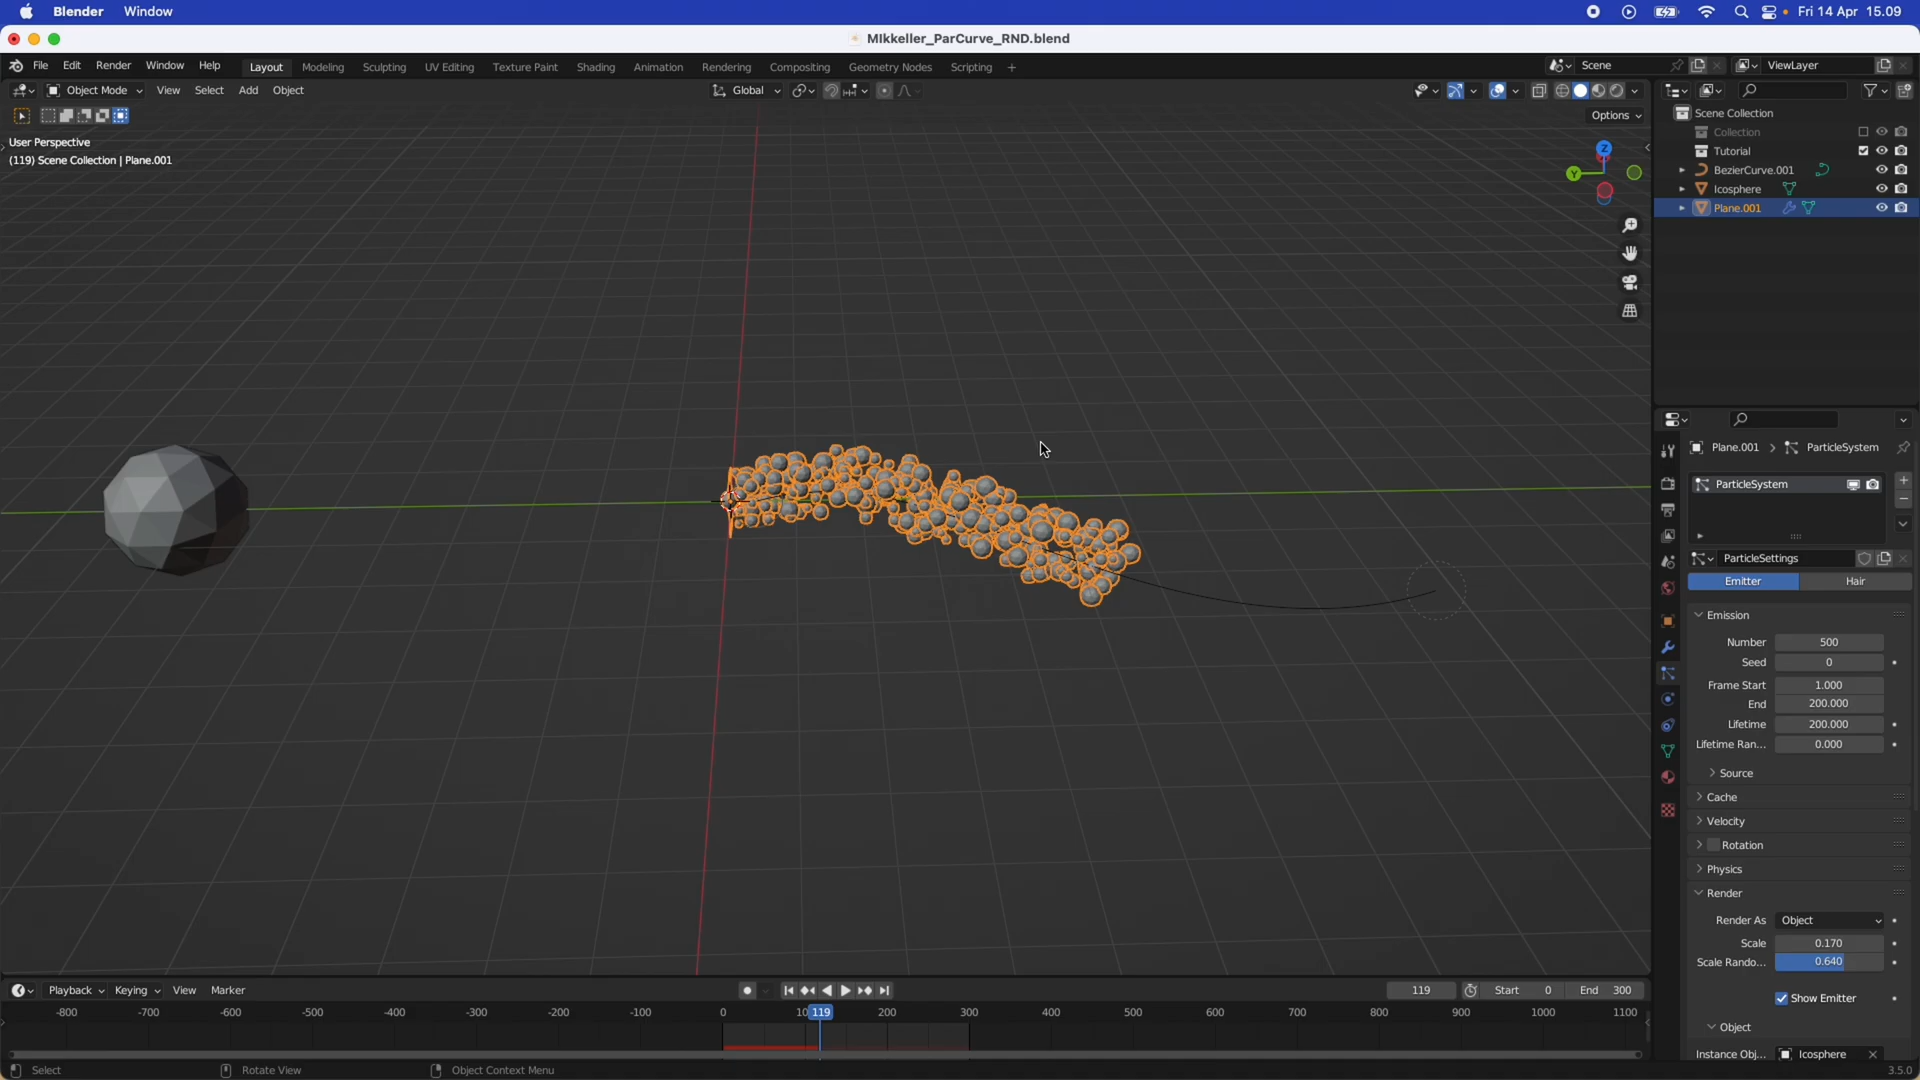 Blender Window Fri 14 Apr 15.09
MIkkeller_ParCurve_RND.blend
File Edit Render Window Help Layout Modeling Sculpting UV Editing Texture Paint Shading Animation Rendering Compositing Geometry Nodes Scripting + Scene ViewLayer
Object Mode View Select Add Object Global
Options
User Perspective
(119) Scene Collection | Plane.001
Z
Y
Scene Collection
Collection
Tutorial
BezierCurve.001
Icosphere
Plane.001
Plane.001 > ParticleSystem
ParticleSystem
ParticleSettings
Emitter Hair
Emission
Number 500
Seed 0
Frame Start 1.000
End 200.000
Lifetime 200.000
Lifetime Ran... 0.000
Source
Cache
Velocity
Rotation
Physics
Render
Render As Object
Scale 0.170
Scale Rando... 0.640
Show Emitter
Object
Instance Obj... Icosphere
Playback Keying View Marker 119 Start 0 End 300
-800 -700 -600 -500 -400 -300 -200 -100 0 10 119 200 300 400 500 600 700 800 900 1000 1100
Select Rotate View Object Context Menu 3.5.0